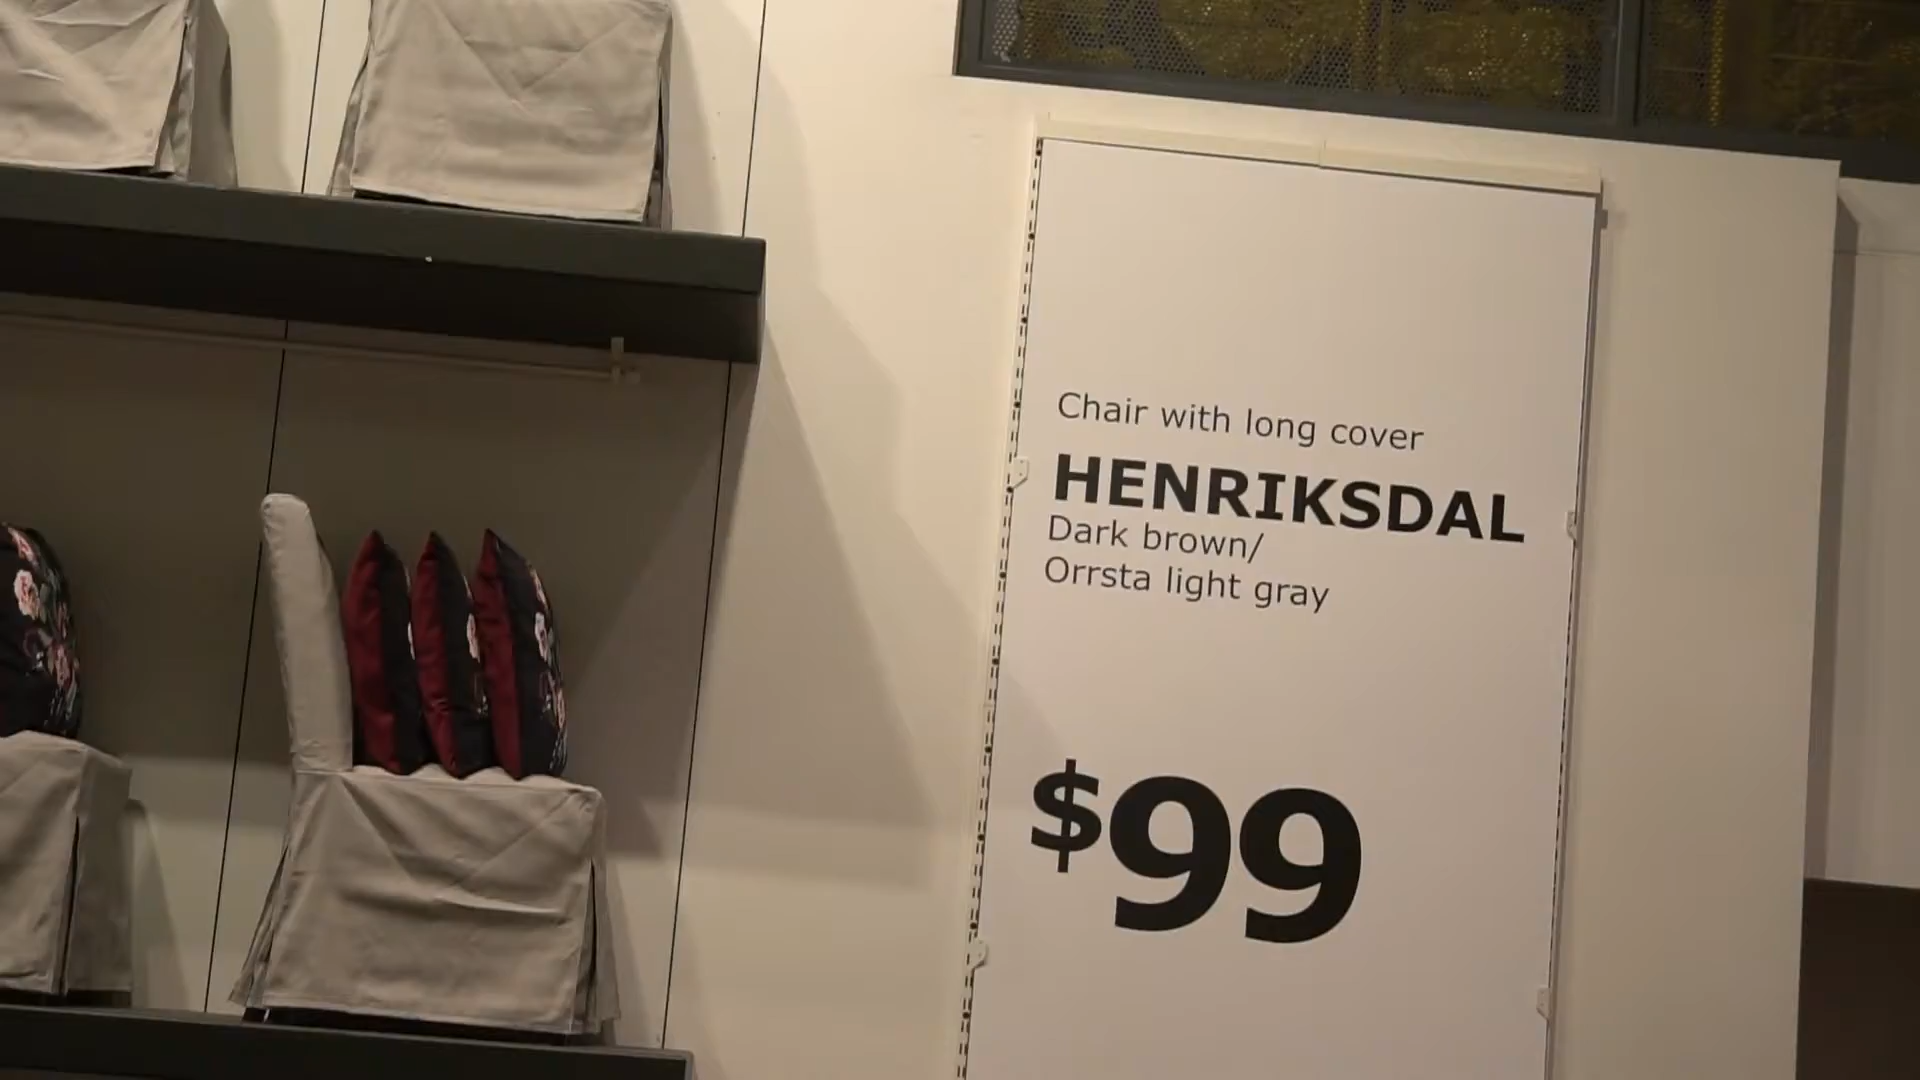 Chair with long cover
HENRIKSDAL
Dark brown/
Orrsta light gray
$99